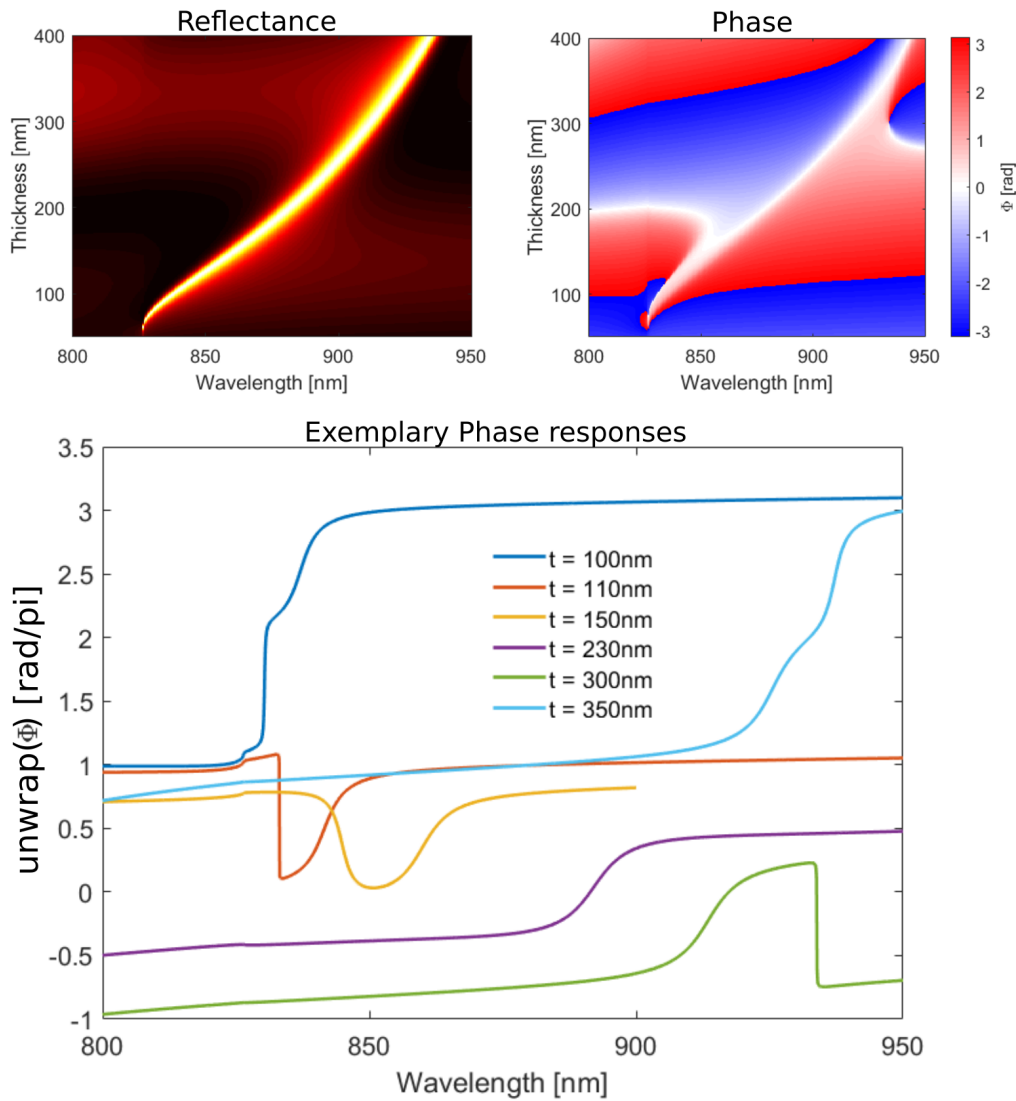 Reflectance
Thickness [nm]
400
300
200
100
800
850
900
950
Wavelength [nm]
Phase
Thickness [nm]
400
300
200
100
800
850
900
950
Wavelength [nm]
3
2
1
0
-1
-2
-3
Φ [rad]
Exemplary Phase responses
unwrap(Φ) [rad/pi]
3.5
3
2.5
2
1.5
1
0.5
0
-0.5
-1
t = 100nm
t = 110nm
t = 150nm
t = 230nm
t = 300nm
t = 350nm
800
850
900
950
Wavelength [nm]